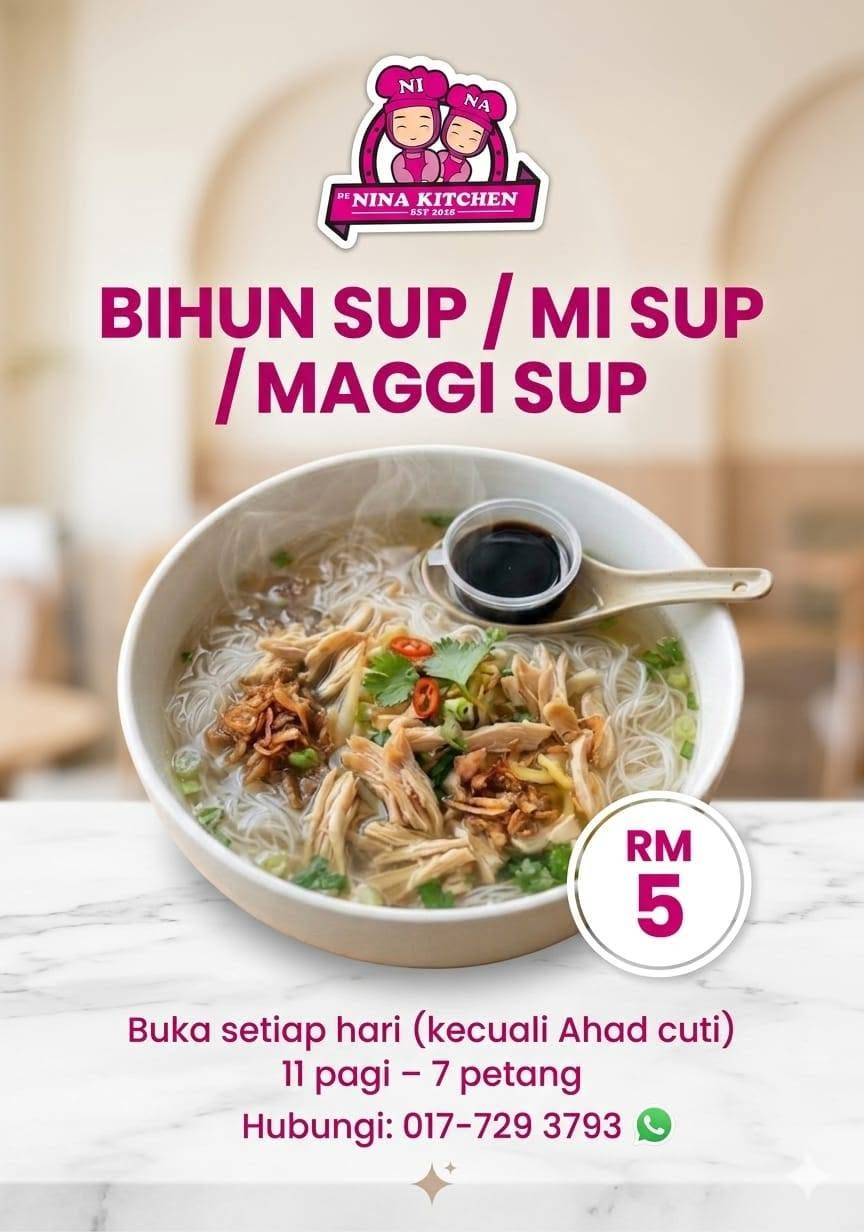 NI
NA
RE NINA KITCHEN
EST 2016
BIHUN SUP / MI SUP
/ MAGGI SUP
RM
5
Buka setiap hari (kecuali Ahad cuti)
11 pagi – 7 petang
Hubungi: 017-729 3793